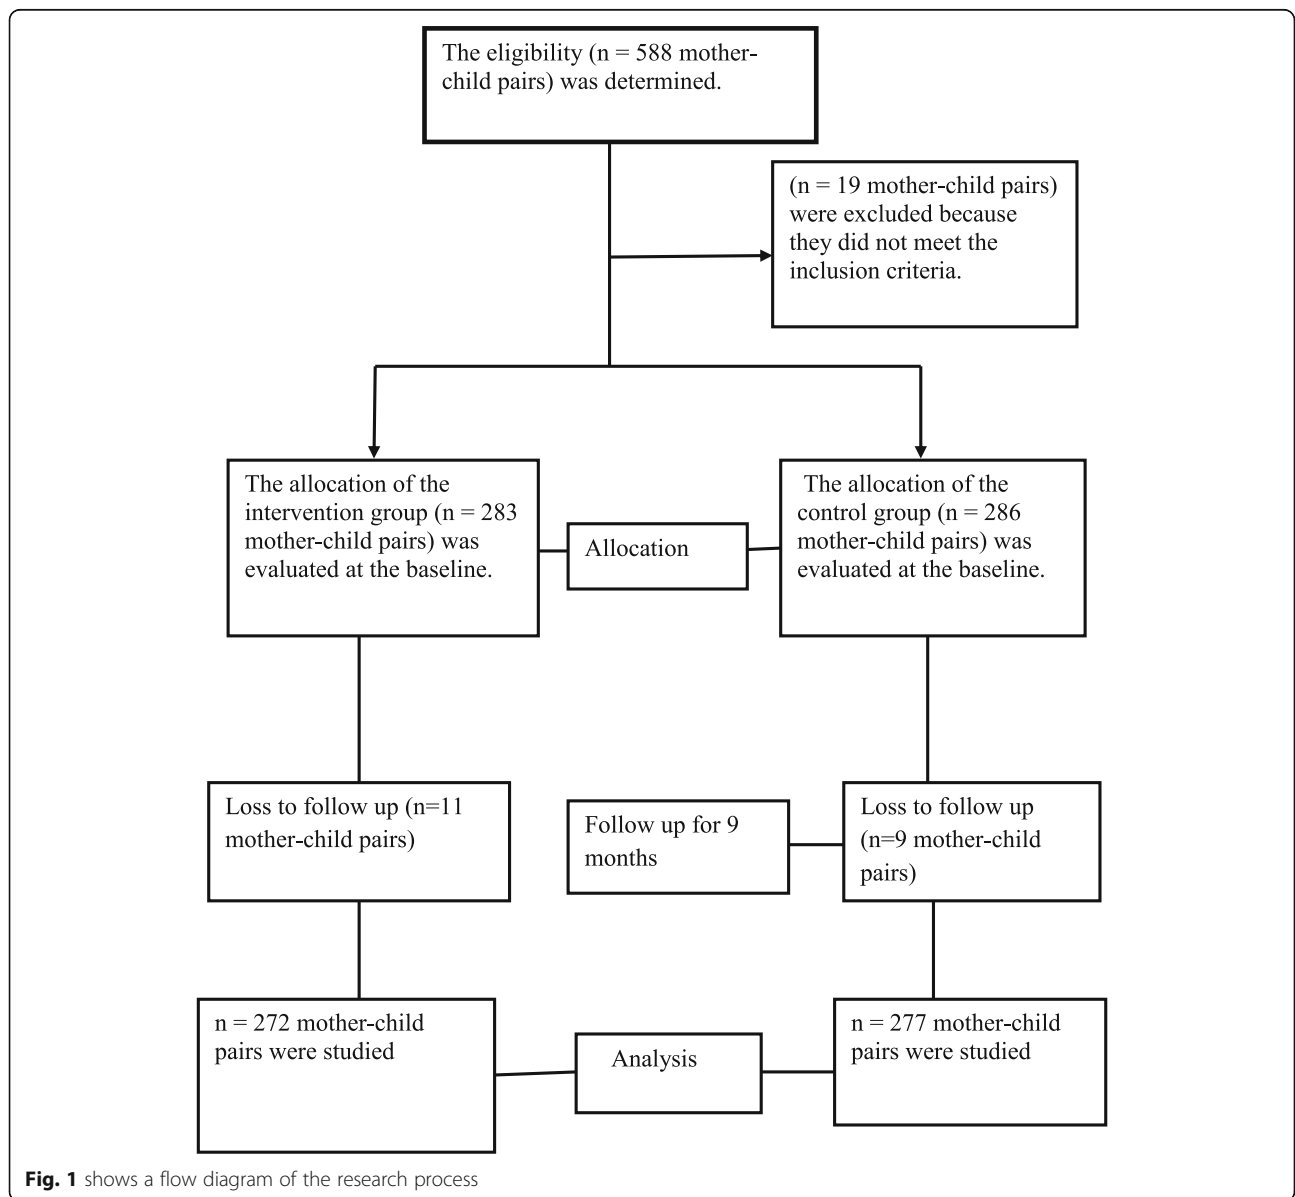 The eligibility (n = 588 mother-
child pairs) was determined.
(n = 19 mother-child pairs)
were excluded because
they did not meet the
inclusion criteria.
The allocation of the
intervention group (n = 283
mother-child pairs) was
evaluated at the baseline.
Allocation
The allocation of the
control group (n = 286
mother-child pairs) was
evaluated at the baseline.
Loss to follow up (n=11
mother-child pairs)
Follow up for 9
months
Loss to follow up
(n=9 mother-child
pairs)
n = 272 mother-child
pairs were studied
Analysis
n = 277 mother-child
pairs were studied
Fig. 1 shows a flow diagram of the research process